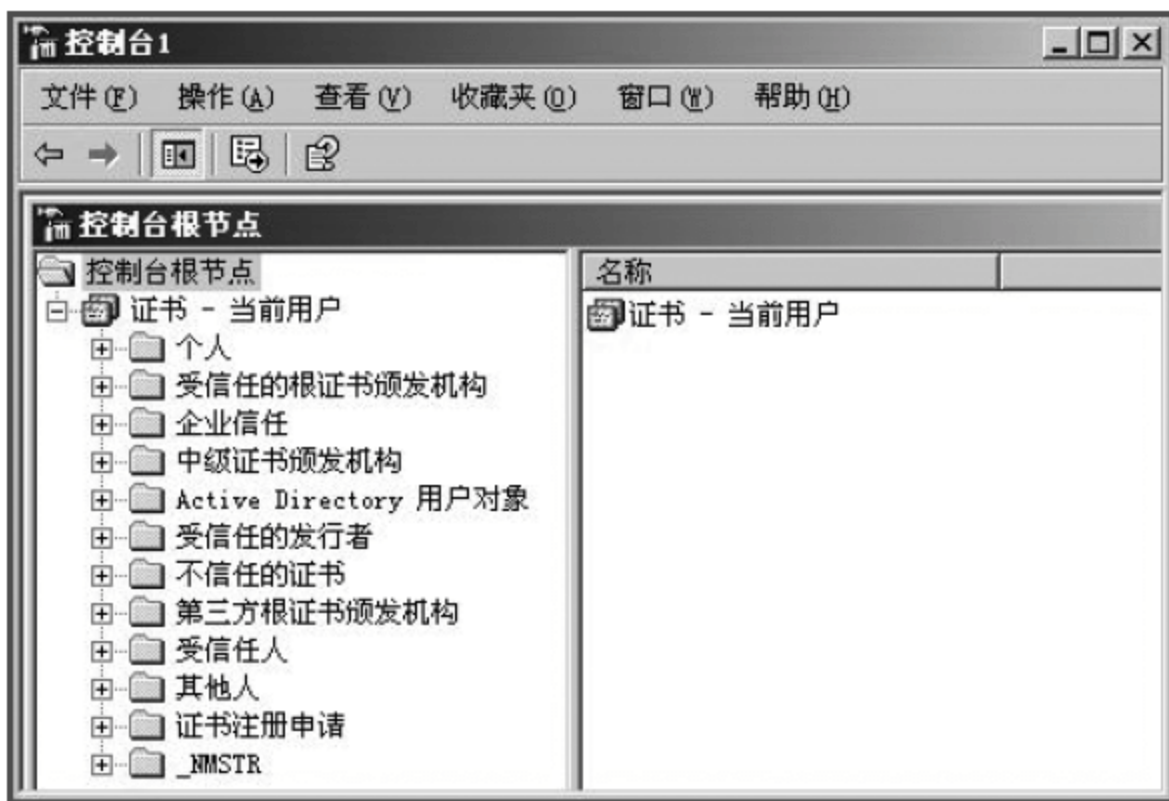 控制台1
文件(F) 操作(A) 查看(V) 收藏夹(O) 窗口(W) 帮助(H)
控制台根节点
控制台根节点
证书 - 当前用户
个人
受信任的根证书颁发机构
企业信任
中级证书颁发机构
Active Directory 用户对象
受信任的发行者
不信任的证书
第三方根证书颁发机构
受信任人
其他人
证书注册申请
_NMSTR
名称
证书 - 当前用户